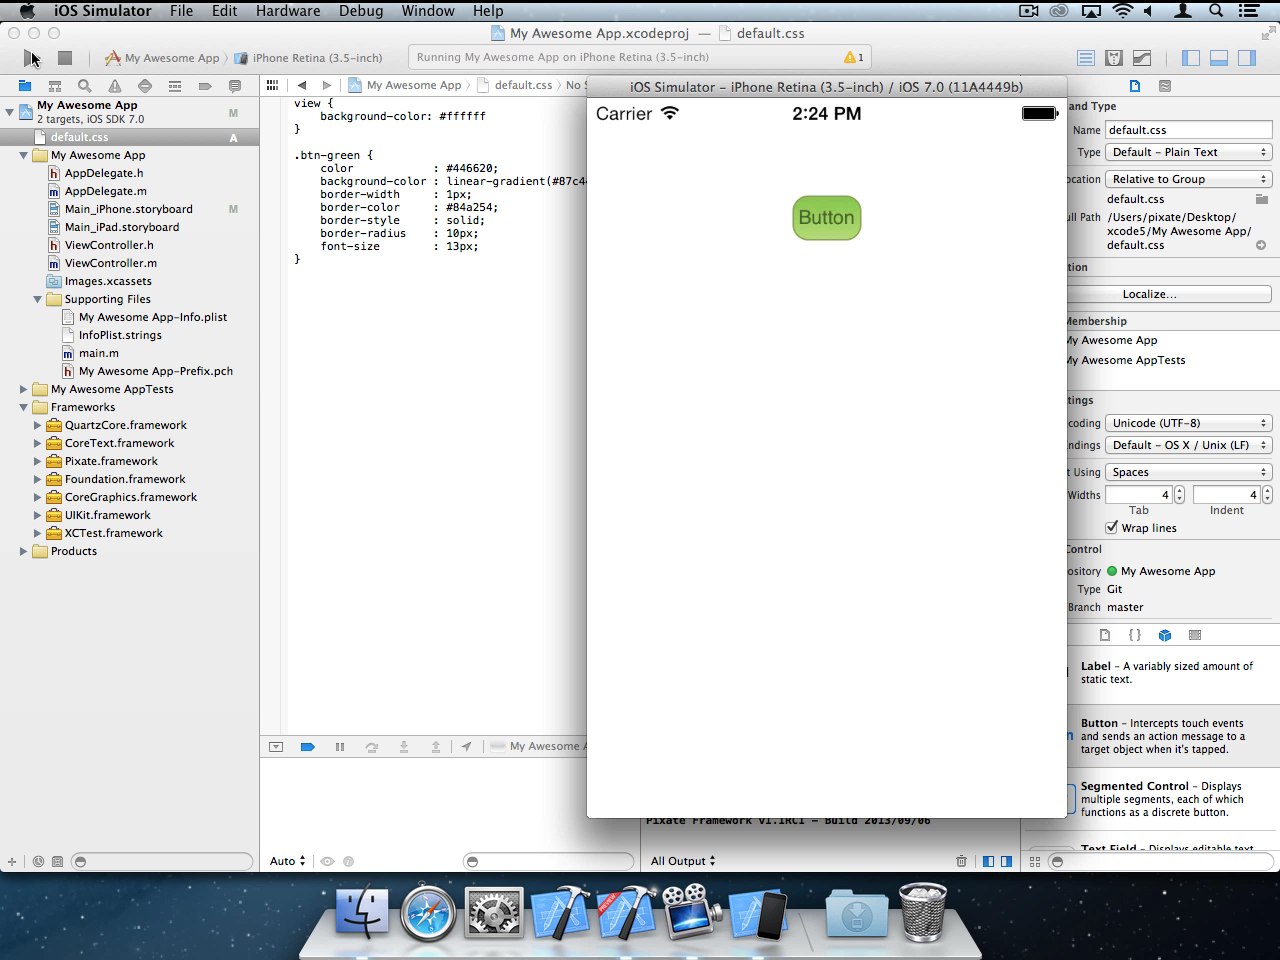 iOS Simulator File Edit Hardware Debug Window Help
My Awesome App.xcodeproj — default.css
My Awesome App iPhone Retina (3.5-inch)
Running My Awesome App on iPhone Retina (3.5-inch)
1
My Awesome App
M
2 targets, iOS SDK 7.0
default.css
A
My Awesome App
h AppDelegate.h
m AppDelegate.m
Main_iPhone.storyboard
M
Main_iPad.storyboard
h ViewController.h
m ViewController.m
Images.xcassets
Supporting Files
My Awesome App-Info.plist
InfoPlist.strings
m main.m
h My Awesome App-Prefix.pch
My Awesome AppTests
Frameworks
QuartzCore.framework
CoreText.framework
Pixate.framework
Foundation.framework
CoreGraphics.framework
UIKit.framework
XCTest.framework
Products
My Awesome App default.css No S
view {
background-color: #ffffff
}
.btn-green {
color : #446620;
background-color : linear-gradient(#87c4
border-width : 1px;
border-color : #84a254;
border-style : solid;
border-radius : 10px;
font-size : 13px;
}
My Awesome A
Auto
iOS Simulator – iPhone Retina (3.5-inch) / iOS 7.0 (11A4449b)
Carrier
2:24 PM
Button
Pixate Framework v1.1RC1 – Build 2013/09/06
All Output
and Type
Name default.css
Type Default – Plain Text
ocation Relative to Group
default.css
ull Path /Users/pixate/Desktop/
xcode5/My Awesome App/
default.css
tion
Localize...
Membership
My Awesome App
My Awesome AppTests
ttings
coding Unicode (UTF-8)
ndings Default – OS X / Unix (LF)
t Using Spaces
Widths 4 4
Tab Indent
Wrap lines
Control
ository My Awesome App
Type Git
Branch master
{ }
Label – A variably sized amount of
static text.
Button – Intercepts touch events
and sends an action message to a
target object when it's tapped.
Segmented Control – Displays
multiple segments, each of which
functions as a discrete button.
Text Field – Displays editable text
PREVIEW